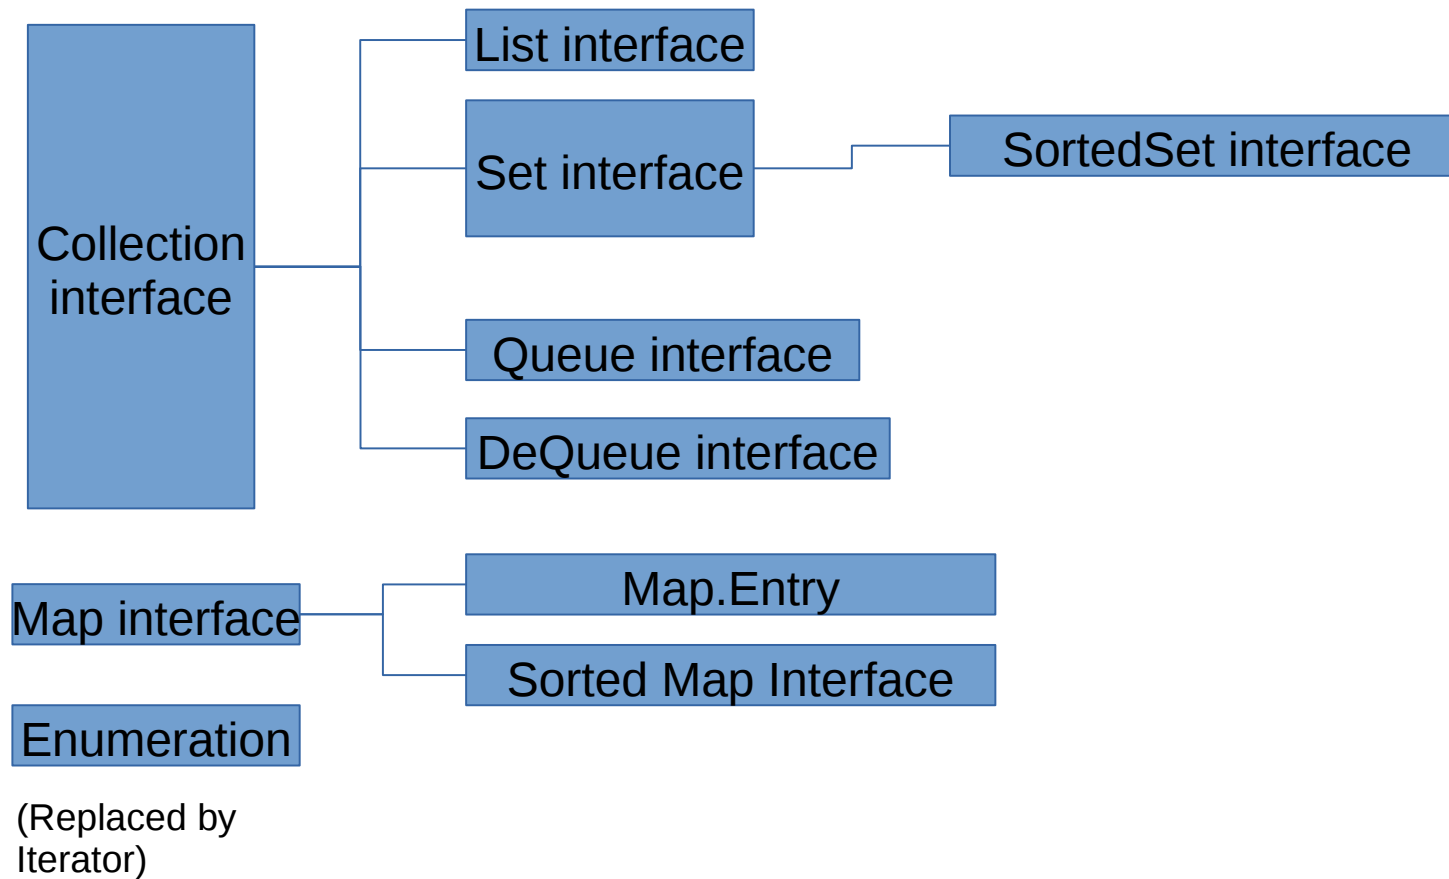 List interface
SortedSet interface
Set interface
Collection
interface
Queue interface
DeQueue interface
Map.Entry
Map interface
Sorted Map Interface
Enumeration
(Replaced by
Iterator)